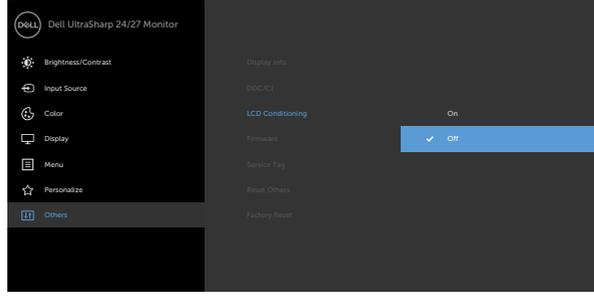 DELL
Dell UltraSharp 24/27 Monitor
Brightness/Contrast
Input Source
Color
Display
Menu
Personalize
Others
Display Info
DDC/CI
LCD Conditioning
Firmware
Service Tag
Reset Others
Factory Reset
On
Off